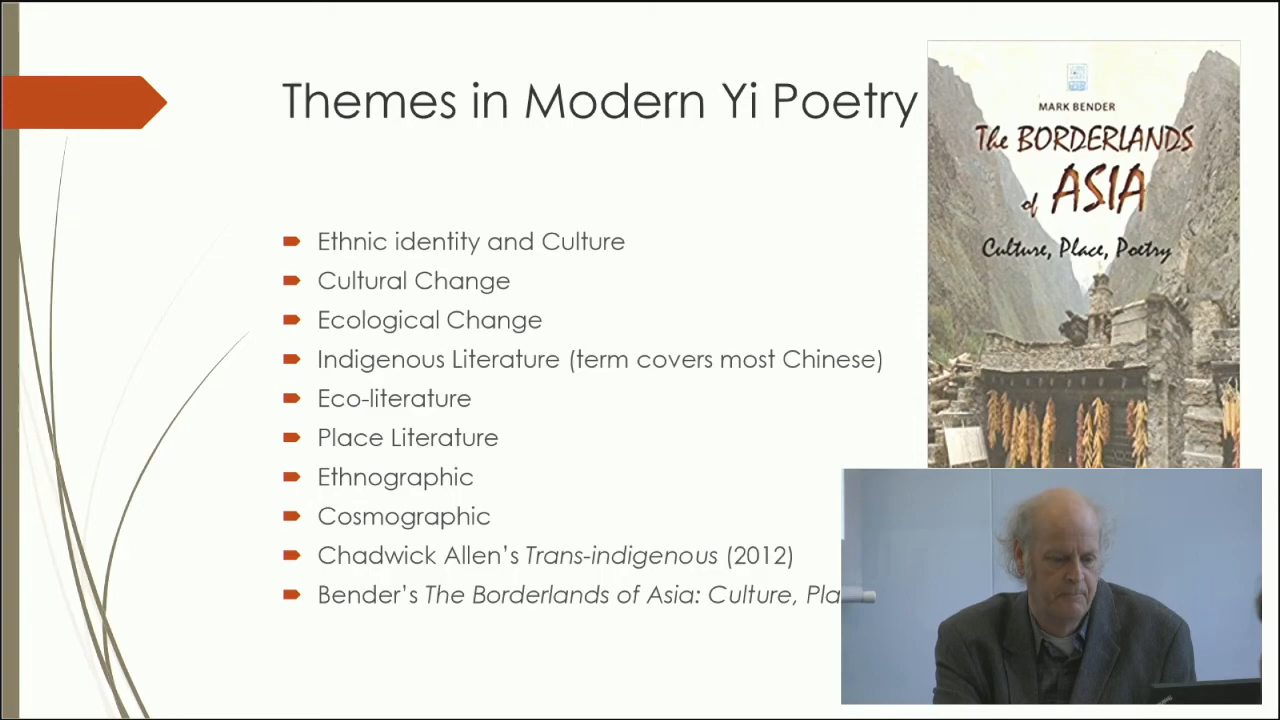 Themes in Modern Yi Poetry
Ethnic identity and Culture
Cultural Change
Ecological Change
Indigenous Literature (term covers most Chinese)
Eco-literature
Place Literature
Ethnographic
Cosmographic
Chadwick Allen's Trans-indigenous (2012)
Bender's The Borderlands of Asia: Culture, Pla
MARK BENDER
The BORDERLANDS
of ASIA
Culture, Place, Poetry